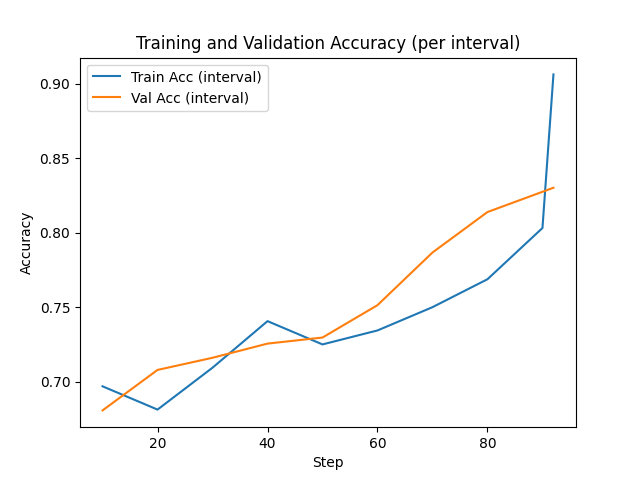 Training and Validation Accuracy (per interval)
Train Acc (interval)
Val Acc (interval)
0.90
0.85
0.80
0.75
0.70
Accuracy
20 40 60 80
Step